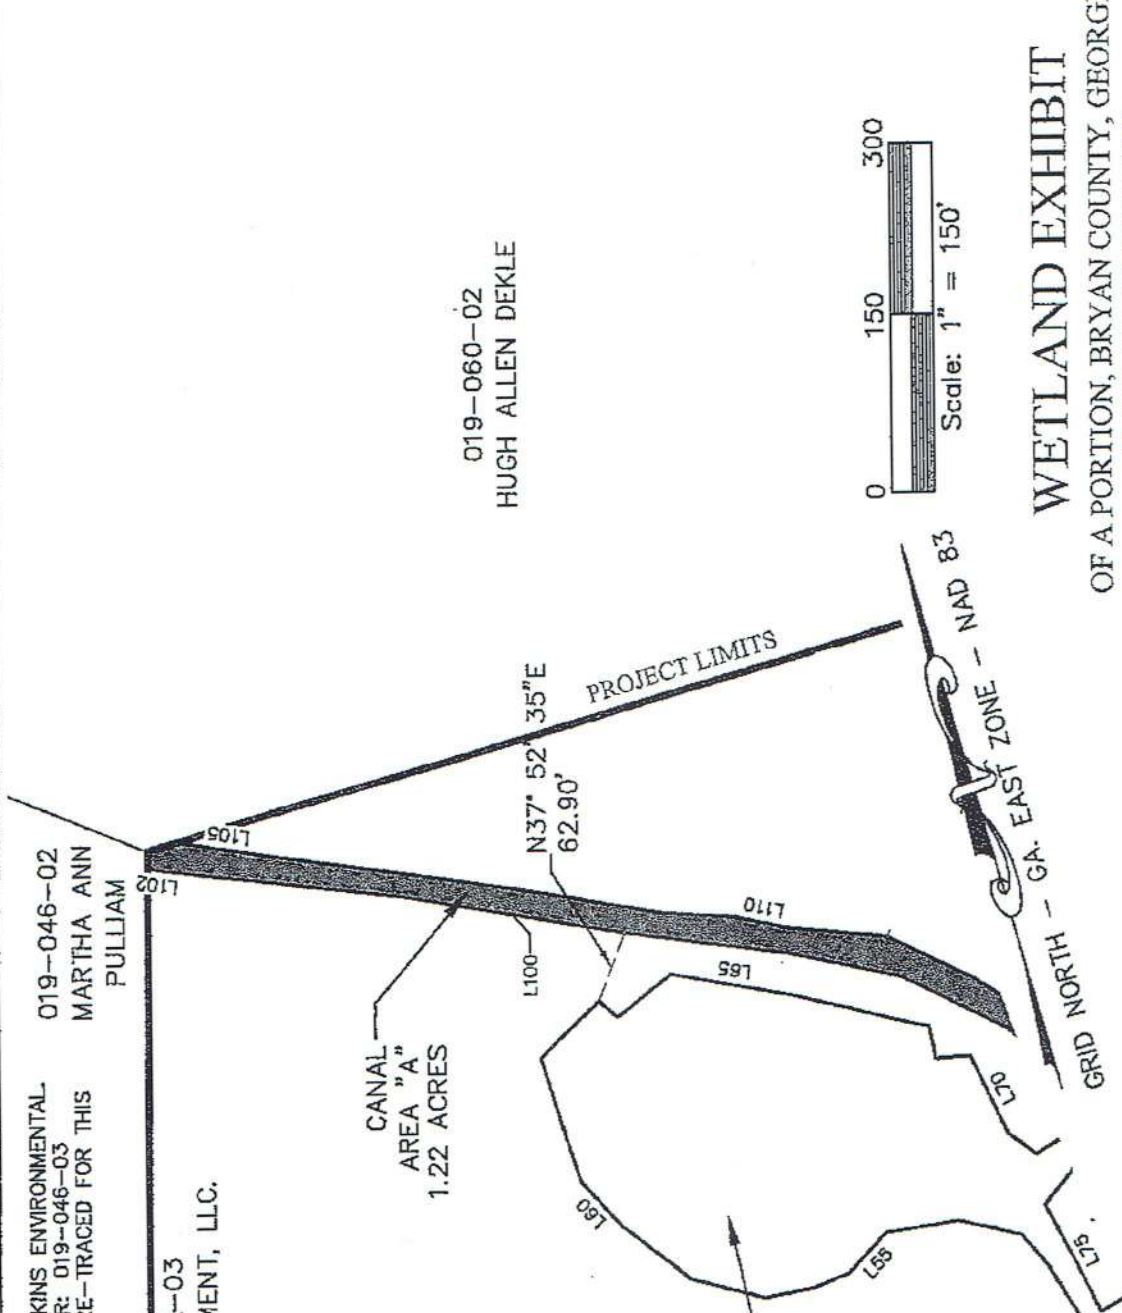 KINS ENVIRONMENTAL.
R: 019-046-03
E-TRACED FOR THIS
019-046-02
MARTHA ANN
PULLIAM
-03
MENT, LLC.
L102
L105
CANAL
AREA "A"
1.22 ACRES
L100
N37° 52' 35"E
62.90'
PROJECT LIMITS
L110
L65
L60
L55
L70
L75
019-060-02
HUGH ALLEN DEKLE
GRID NORTH - GA. EAST ZONE - NAD 83
0 150 300
Scale: 1" = 150'
WETLAND EXHIBIT
OF A PORTION, BRYAN COUNTY, GEORG